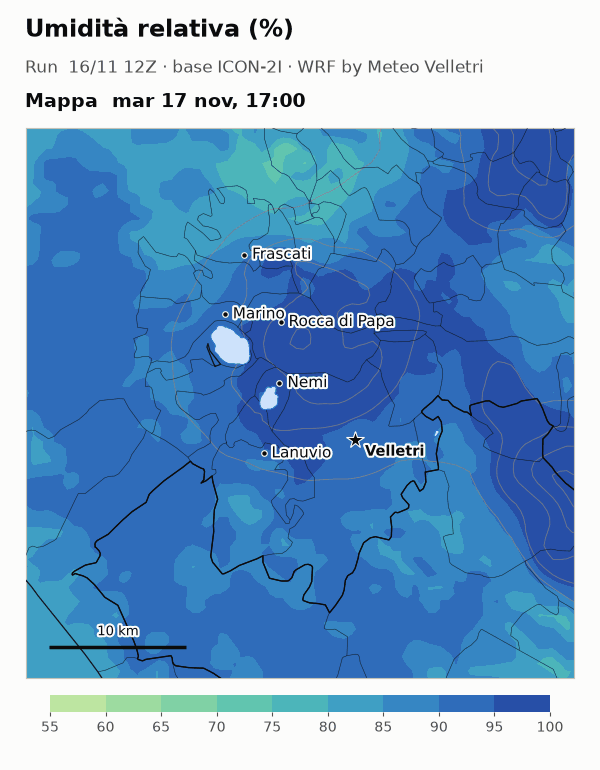 Umidità relativa (%)
Run  16/11 12Z · base ICON-2I · WRF by Meteo Velletri
Mappa  mar 17 nov, 17:00
Frascati
Marino
Rocca di Papa
Nemi
Velletri
Lanuvio
10 km
55 60 65 70 75 80 85 90 95 100